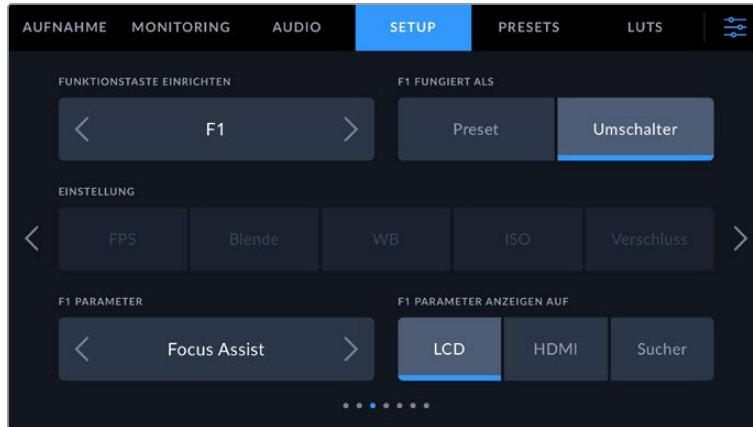 AUFNAHME MONITORING AUDIO SETUP PRESETS LUTS
FUNKTIONSTASTE EINRICHTEN
F1
F1 FUNGIERT ALS
Preset Umschalter
EINSTELLUNG
FPS Blende WB ISO Verschluss
F1 PARAMETER
Focus Assist
F1 PARAMETER ANZEIGEN AUF
LCD HDMI Sucher